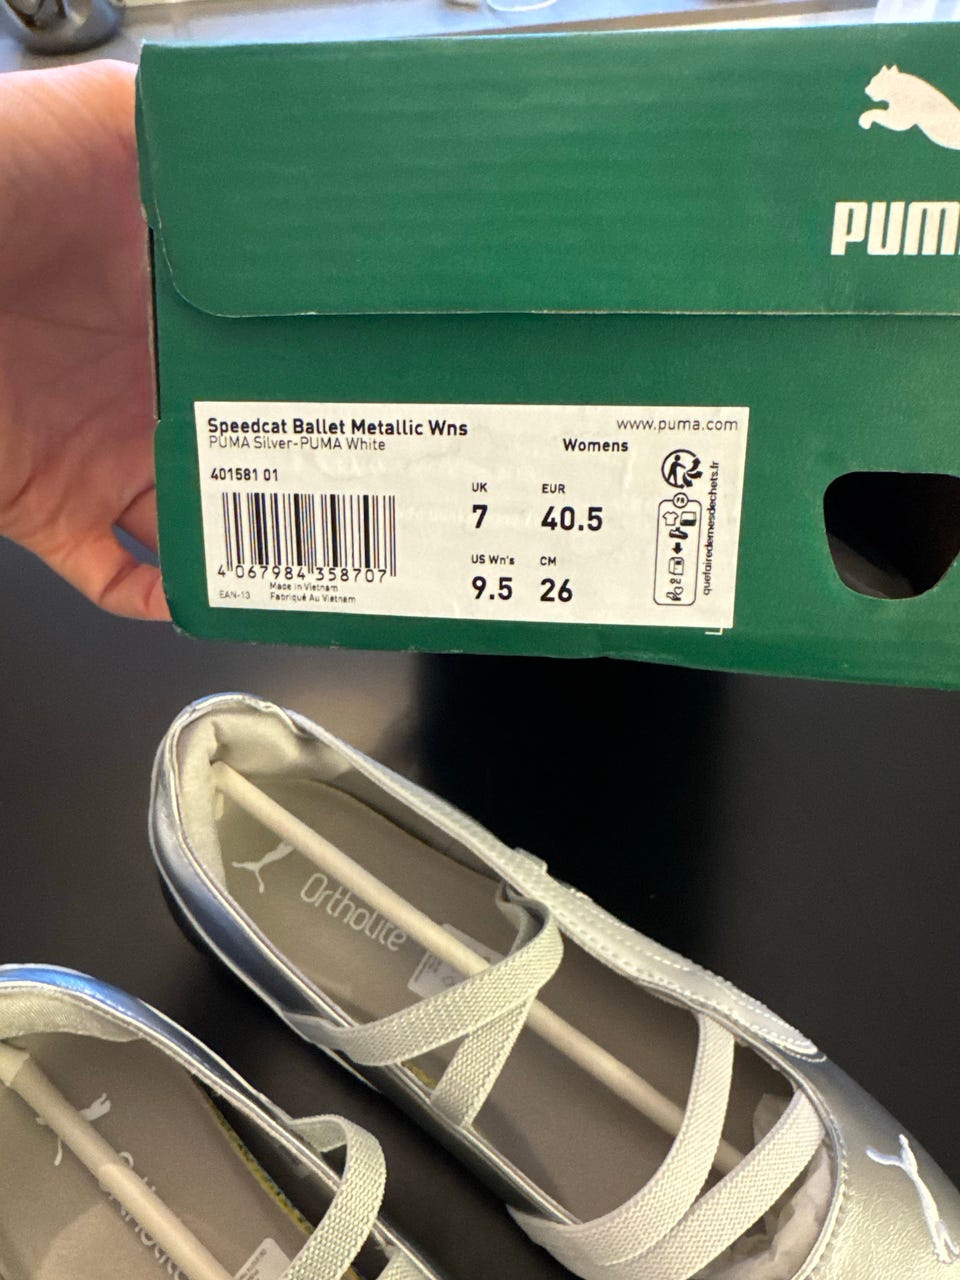 PUM
Speedcat Ballet Metallic Wns
PUMA Silver-PUMA White
www.puma.com
Womens
401581 01
4 067984 358707
EAN-13
Made in Vietnam
Fabriqué Au Vietnam
UK
7
EUR
40.5
US Wn's
9.5
CM
26
FR
OU
quefairedemesdechets.fr
OrthoLite